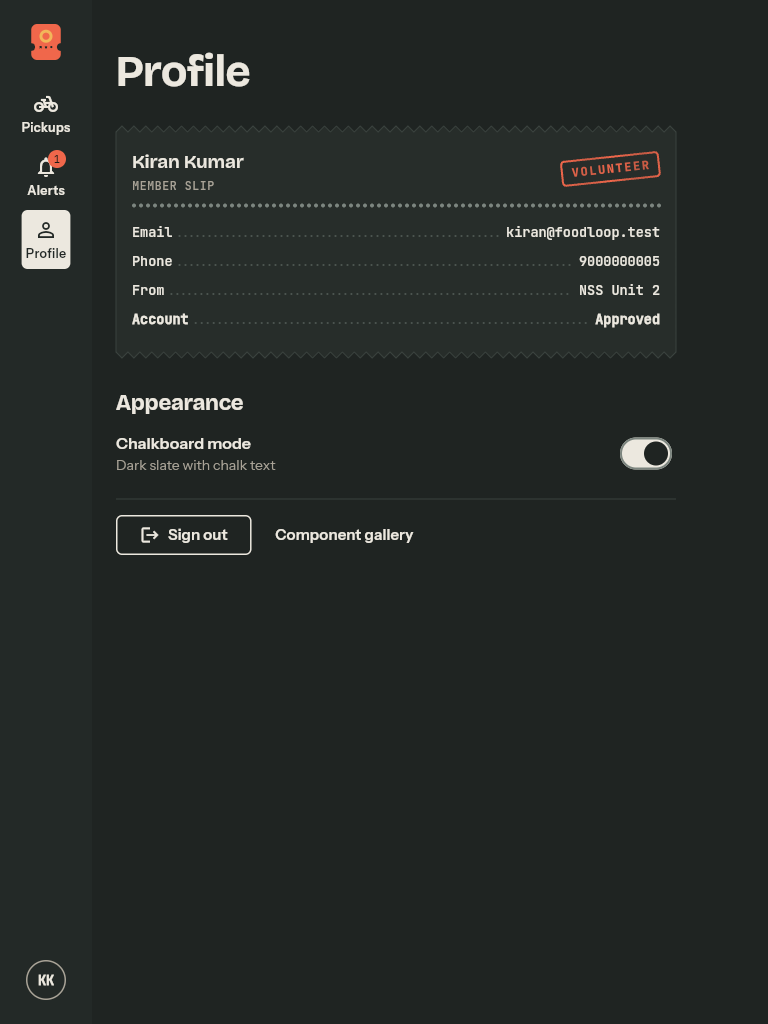 Pickups
1
Alerts
Profile
KK
Profile
Kiran Kumar
MEMBER SLIP
VOLUNTEER
Email kiran@foodloop.test
Phone 9000000005
From NSS Unit 2
Account Approved
Appearance
Chalkboard mode
Dark slate with chalk text
Sign out
Component gallery